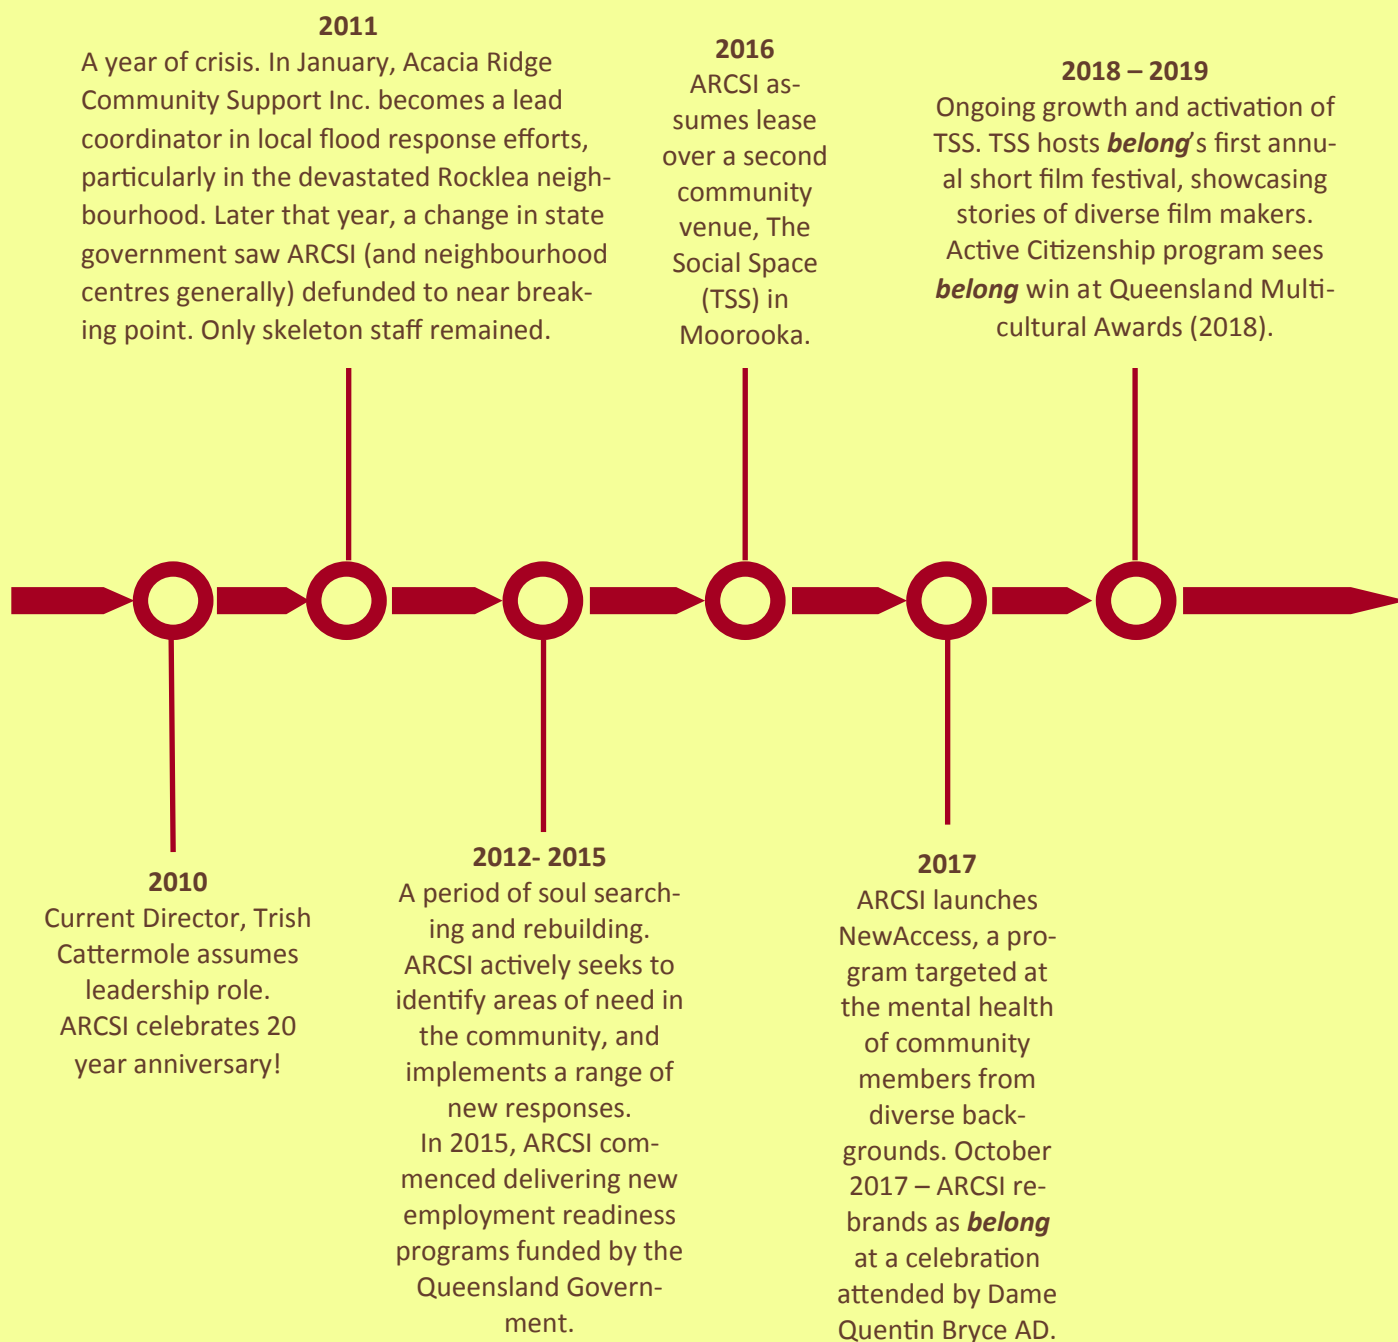 2011
A year of crisis. In January, Acacia Ridge
Community Support Inc. becomes a lead
coordinator in local flood response efforts,
particularly in the devastated Rocklea neigh-
bourhood. Later that year, a change in state
government saw ARCSI (and neighbourhood
centres generally) defunded to near break-
ing point. Only skeleton staff remained.
2016
ARCSI as-
sumes lease
over a second
community
venue, The
Social Space
(TSS) in
Moorooka.
2018 – 2019
Ongoing growth and activation of
TSS. TSS hosts belong’s first annu-
al short film festival, showcasing
stories of diverse film makers.
Active Citizenship program sees
belong win at Queensland Multi-
cultural Awards (2018).
2010
Current Director, Trish
Cattermole assumes
leadership role.
ARCSI celebrates 20
year anniversary!
2012- 2015
A period of soul search-
ing and rebuilding.
ARCSI actively seeks to
identify areas of need in
the community, and
implements a range of
new responses.
In 2015, ARCSI com-
menced delivering new
employment readiness
programs funded by the
Queensland Govern-
ment.
2017
ARCSI launches
NewAccess, a pro-
gram targeted at
the mental health
of community
members from
diverse back-
grounds. October
2017 – ARCSI re-
brands as belong
at a celebration
attended by Dame
Quentin Bryce AD.